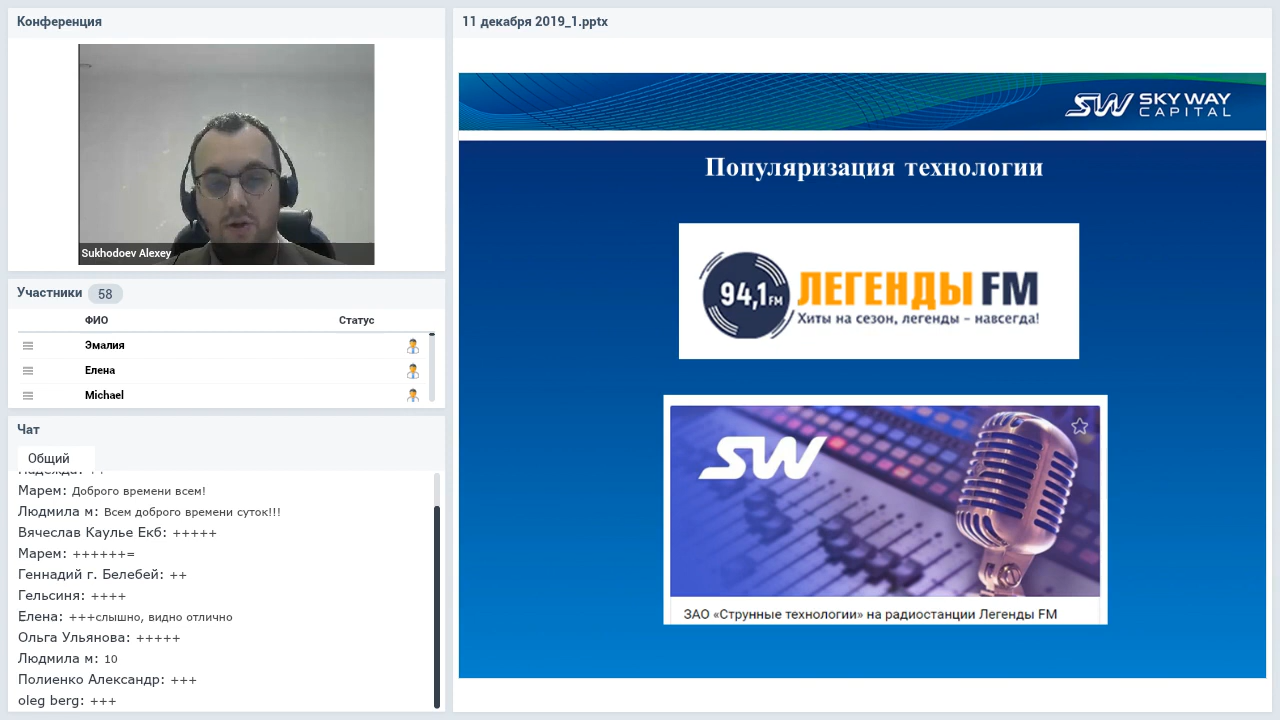 Конференция
Sukhodoev Alexey
Участники 58
ФИО Статус
Эмалия
Елена
Michael
Чат
Общий
Марем: Доброго времени всем!
Людмила м: Всем доброго времени суток!!!
Вячеслав Каулье Екб: +++++
Марем: ++++++=
Геннадий г. Белебей: ++
Гельсиня: ++++
Елена: +++слышно, видно отлично
Ольга Ульянова: +++++
Людмила м: 10
Полиенко Александр: +++
oleg berg: +++
11 декабря 2019_1.pptx
SW SKY WAY
CAPITAL
Популяризация технологии
94,1 FM ЛЕГЕНДЫ FM
Хиты на сезон, легенды – навсегда!
SW
ЗАО «Струнные технологии» на радиостанции Легенды FM